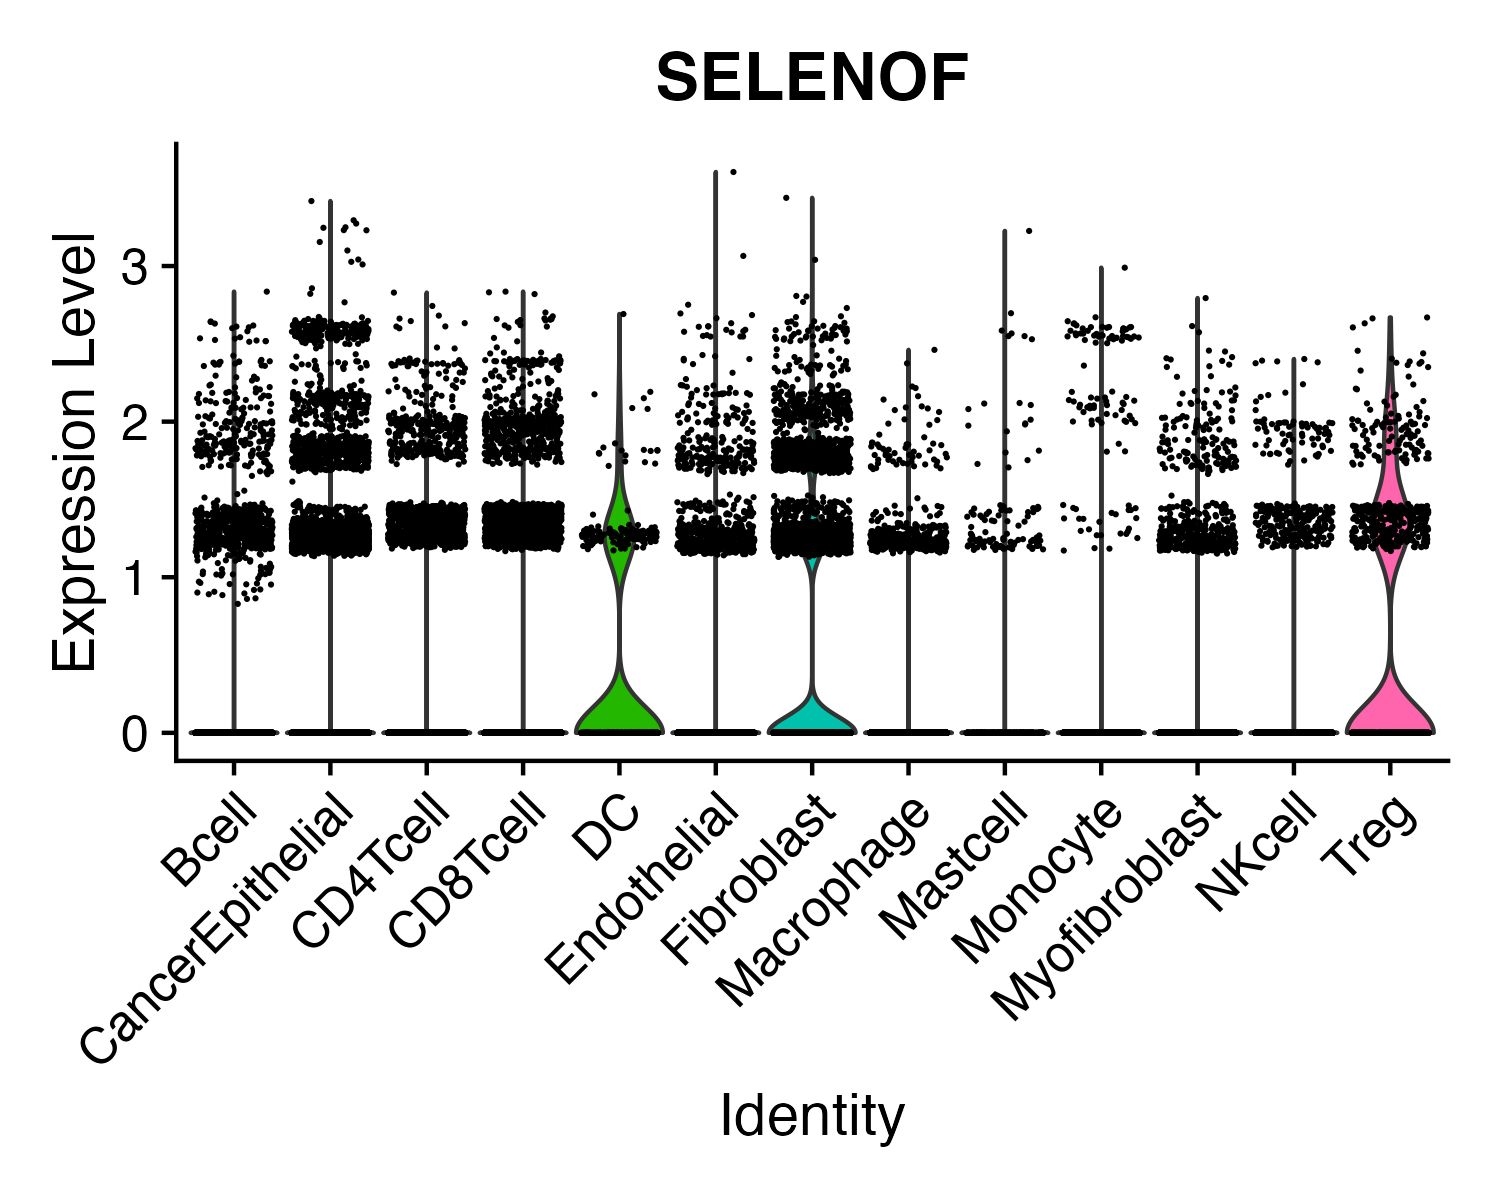 SELENOF
Expression Level
3
2
1
0
Bcell
CancerEpithelial
CD4Tcell
CD8Tcell
DC
Endothelial
Fibroblast
Macrophage
Mastcell
Monocyte
Myofibroblast
NKcell
Treg
Identity